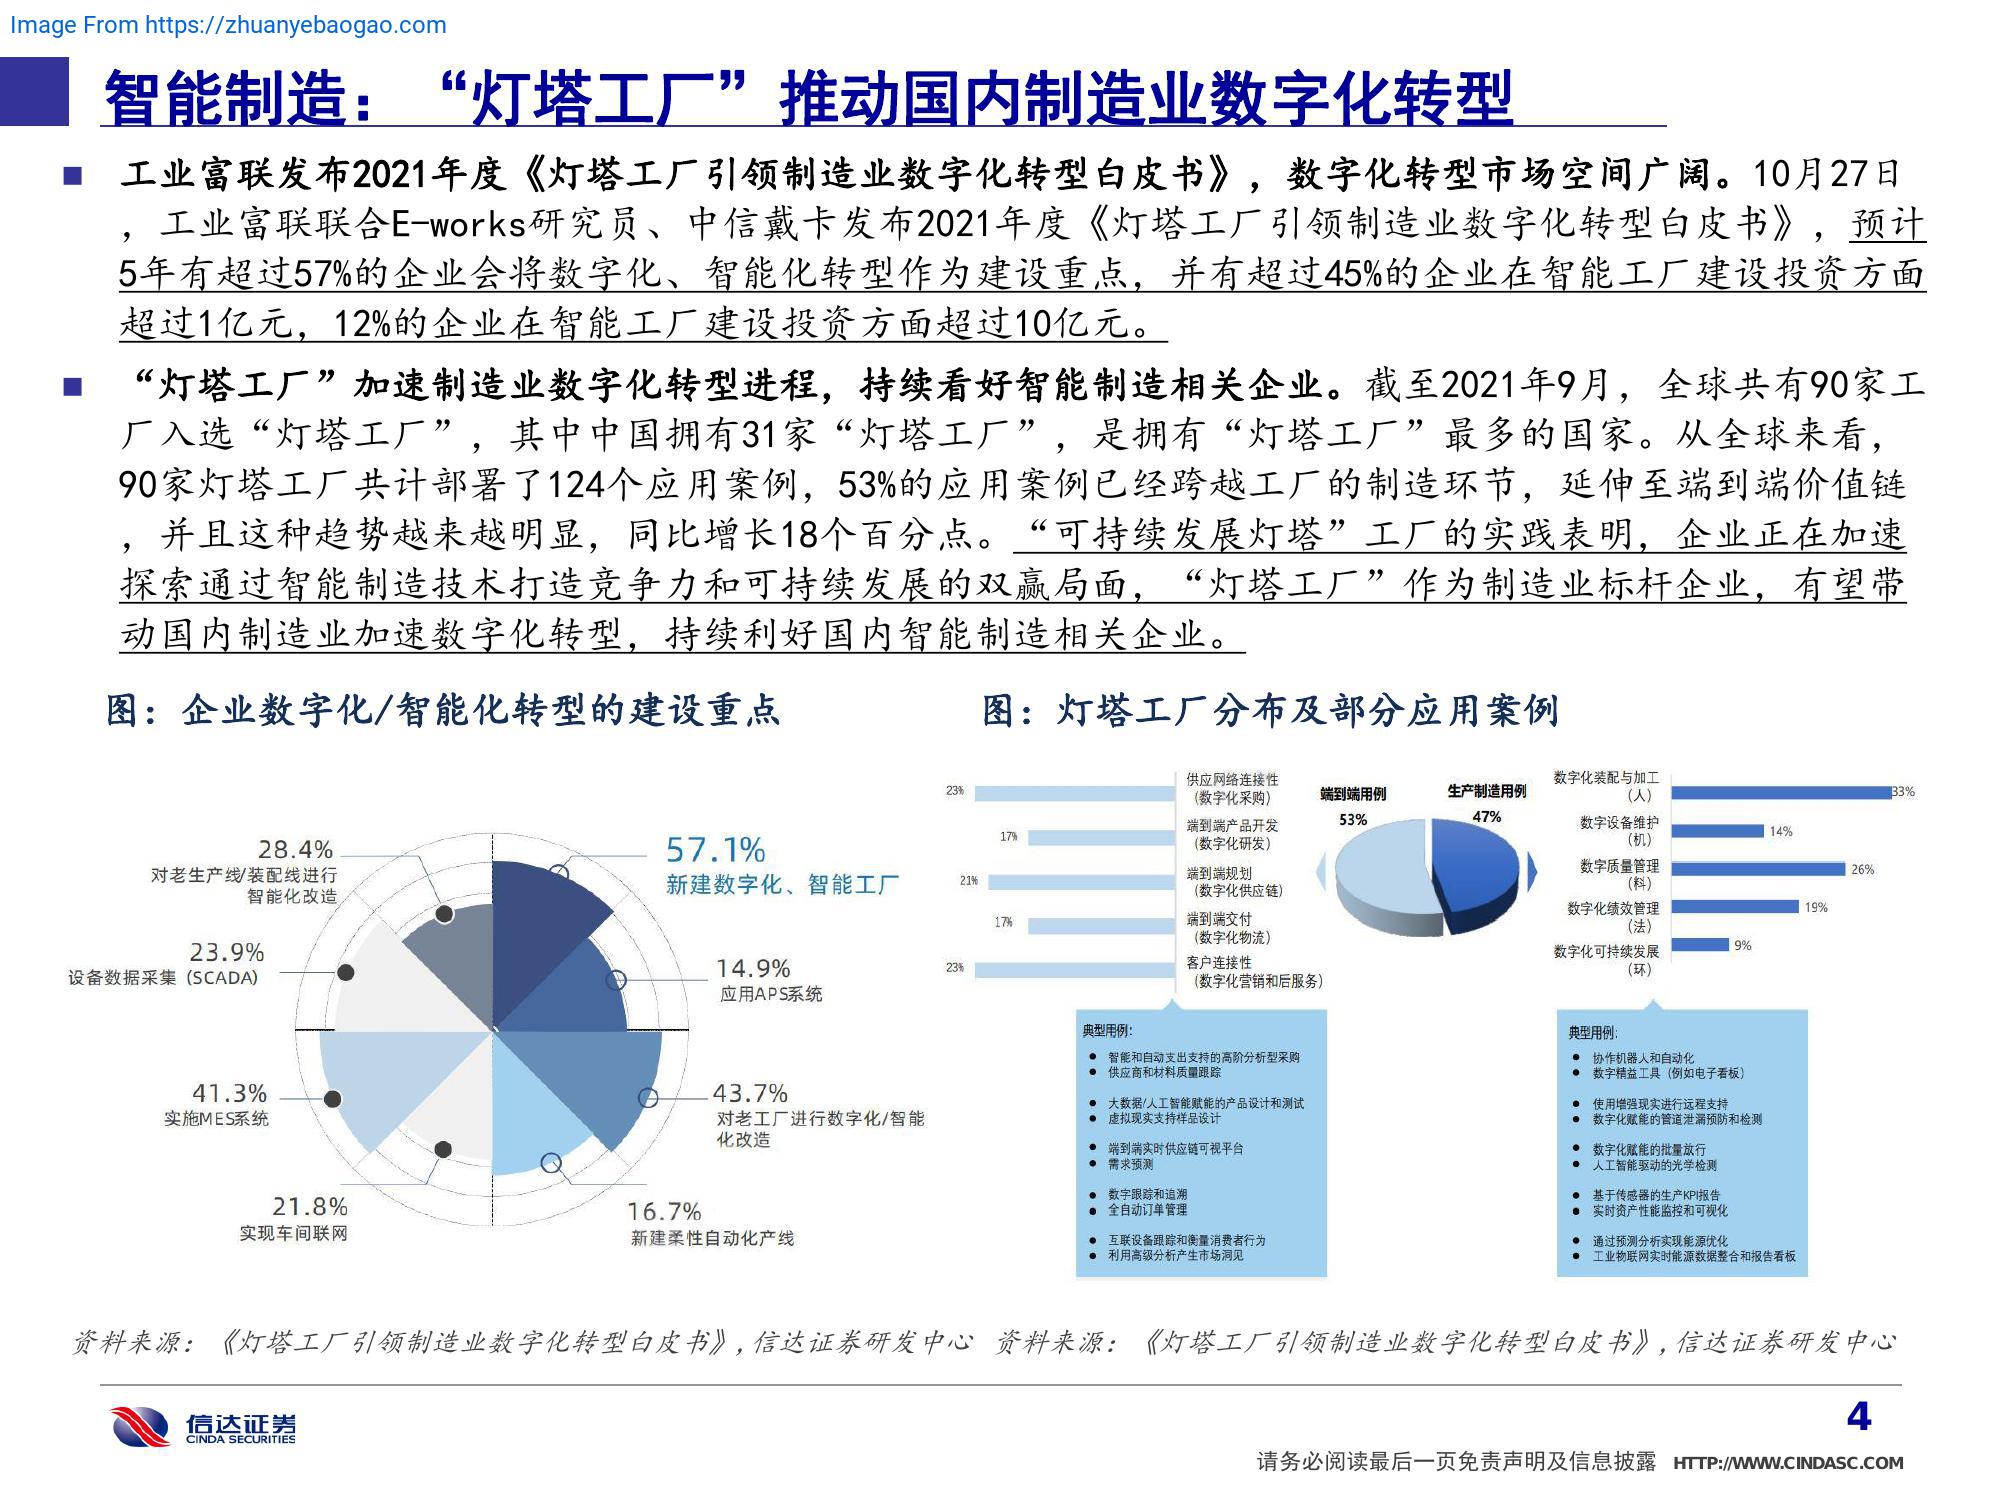 Image From https://zhuanyebaogao.com
智能制造：“灯塔工厂”推动国内制造业数字化转型
工业富联发布2021年度《灯塔工厂引领制造业数字化转型白皮书》，数字化转型市场空间广阔。10月27日
，工业富联联合E-works研究员、中信戴卡发布2021年度《灯塔工厂引领制造业数字化转型白皮书》，预计
5年有超过57%的企业会将数字化、智能化转型作为建设重点，并有超过45%的企业在智能工厂建设投资方面
超过1亿元，12%的企业在智能工厂建设投资方面超过10亿元。
“灯塔工厂”加速制造业数字化转型进程，持续看好智能制造相关企业。截至2021年9月，全球共有90家工
厂入选“灯塔工厂”，其中中国拥有31家“灯塔工厂”，是拥有“灯塔工厂”最多的国家。从全球来看，
90家灯塔工厂共计部署了124个应用案例，53%的应用案例已经跨越工厂的制造环节，延伸至端到端价值链
，并且这种趋势越来越明显，同比增长18个百分点。“可持续发展灯塔”工厂的实践表明，企业正在加速
探索通过智能制造技术打造竞争力和可持续发展的双赢局面，“灯塔工厂”作为制造业标杆企业，有望带
动国内制造业加速数字化转型，持续利好国内智能制造相关企业。
图：企业数字化/智能化转型的建设重点
28.4%
对老生产线/装配线进行
智能化改造
57.1%
新建数字化、智能工厂
23.9%
设备数据采集 (SCADA)
14.9%
应用APS系统
41.3%
实施MES系统
43.7%
对老工厂进行数字化/智能
化改造
21.8%
实现车间联网
16.7%
新建柔性自动化产线
图：灯塔工厂分布及部分应用案例
23%
供应网络连接性
（数字化采购）
17%
端到端产品开发
（数字化研发）
21%
端到端规划
（数字化供应链）
17%
端到端交付
（数字化物流）
23%
客户连接性
（数字化营销和后服务）
端到端用例
53%
生产制造用例
47%
数字化装配与加工
（人）
33%
数字设备维护
（机）
14%
数字质量管理
（料）
26%
数字化绩效管理
（法）
19%
数字化可持续发展
（环）
9%
典型用例：
● 智能和自动支出支持的高阶分析型采购
● 供应商和材料质量跟踪
● 大数据/人工智能赋能的产品设计和测试
● 虚拟现实支持样品设计
● 端到端实时供应链可视平台
● 需求预测
● 数字跟踪和追溯
● 全自动订单管理
● 互联设备跟踪和衡量消费者行为
● 利用高级分析产生市场洞见
典型用例：
● 协作机器人和自动化
● 数字精益工具（例如电子看板）
● 使用增强现实进行远程支持
● 数字化赋能的管道泄漏预防和检测
● 数字化赋能的批量放行
● 人工智能驱动的光学检测
● 基于传感器的生产KPI报告
● 实时资产性能监控和可视化
● 通过预测分析实现能源优化
● 工业物联网实时能源数据整合和报告看板
资料来源：《灯塔工厂引领制造业数字化转型白皮书》,信达证券研发中心
资料来源：《灯塔工厂引领制造业数字化转型白皮书》,信达证券研发中心
信达证券
CINDA SECURITIES
4
请务必阅读最后一页免责声明及信息披露 HTTP://WWW.CINDASC.COM